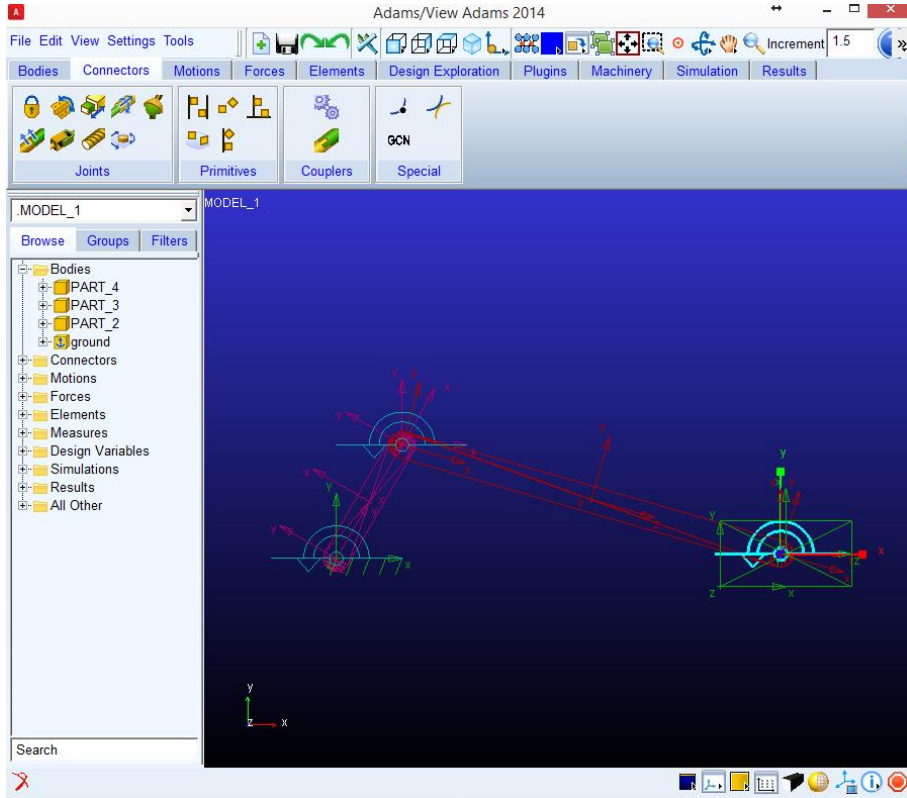 A Adams/View Adams 2014
File Edit View Settings Tools Increment 1.5 »
Bodies Connectors Motions Forces Elements Design Exploration Plugins Machinery Simulation Results
GCN
Joints Primitives Couplers Special
.MODEL_1
MODEL_1
Browse Groups Filters
Bodies
PART_4
PART_3
PART_2
ground
Connectors
Motions
Forces
Elements
Measures
Design Variables
Simulations
Results
All Other
y
x
y
x
z
y
z x
Search